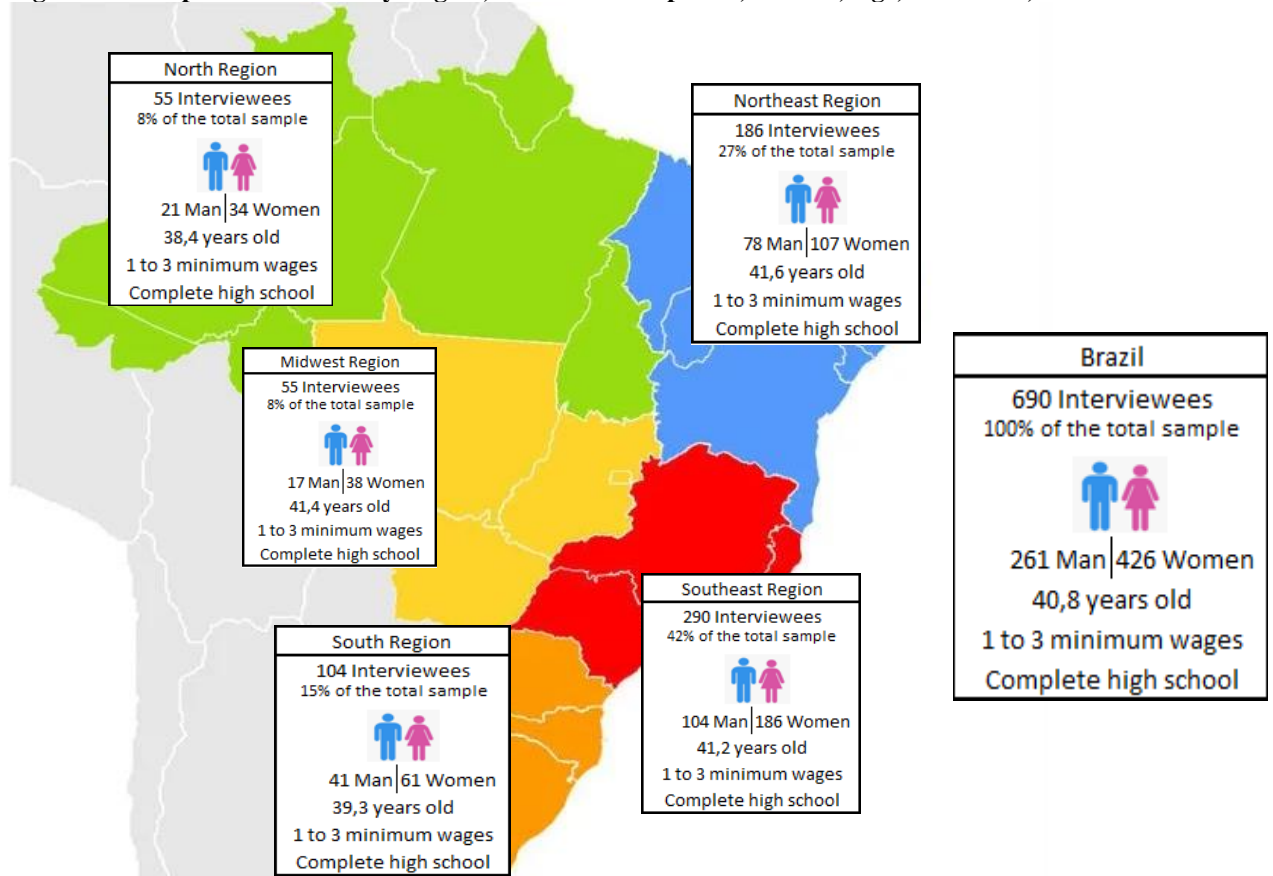 North Region
55 Interviewees
8% of the total sample
21 Man 34 Women
38,4 years old
1 to 3 minimum wages
Complete high school
Northeast Region
186 Interviewees
27% of the total sample
78 Man 107 Women
41,6 years old
1 to 3 minimum wages
Complete high school
Midwest Region
55 Interviewees
8% of the total sample
17 Man 38 Women
41,4 years old
1 to 3 minimum wages
Complete high school
Brazil
690 Interviewees
100% of the total sample
261 Man 426 Women
40,8 years old
1 to 3 minimum wages
Complete high school
Southeast Region
290 Interviewees
42% of the total sample
104 Man 186 Women
41,2 years old
1 to 3 minimum wages
Complete high school
South Region
104 Interviewees
15% of the total sample
41 Man 61 Women
39,3 years old
1 to 3 minimum wages
Complete high school